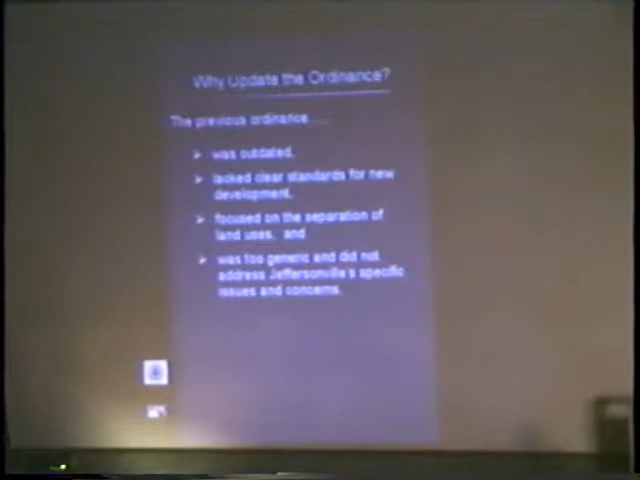 Why Update the Ordinance?
The previous ordinance....
➢ was outdated,
➢ lacked clear standards for new
development,
➢ focused on the separation of
land uses, and
➢ was too generic and did not
address Jeffersonville's specific
issues and concerns.